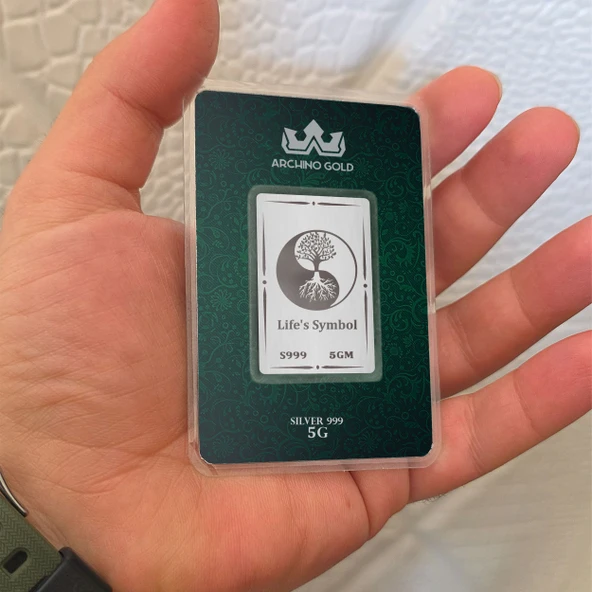 ARCHINO GOLD
Life's Symbol
S999 5GM
SILVER 999
5G